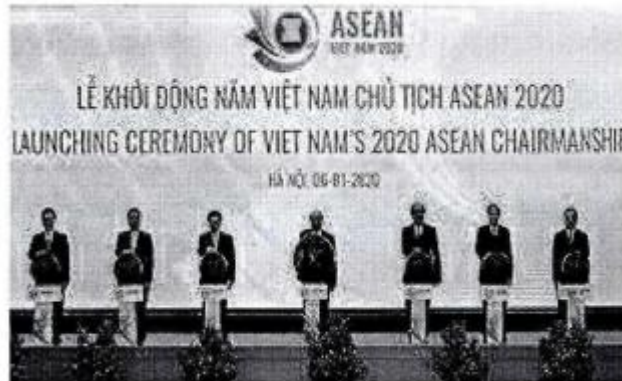 ASEAN
VIET NAM 2020
LỄ KHỞI ĐỘNG NĂM VIỆT NAM CHỦ TỊCH ASEAN 2020
LAUNCHING CEREMONY OF VIET NAM'S 2020 ASEAN CHAIRMANSHIP
HÀ NỘI, 06-01-2020